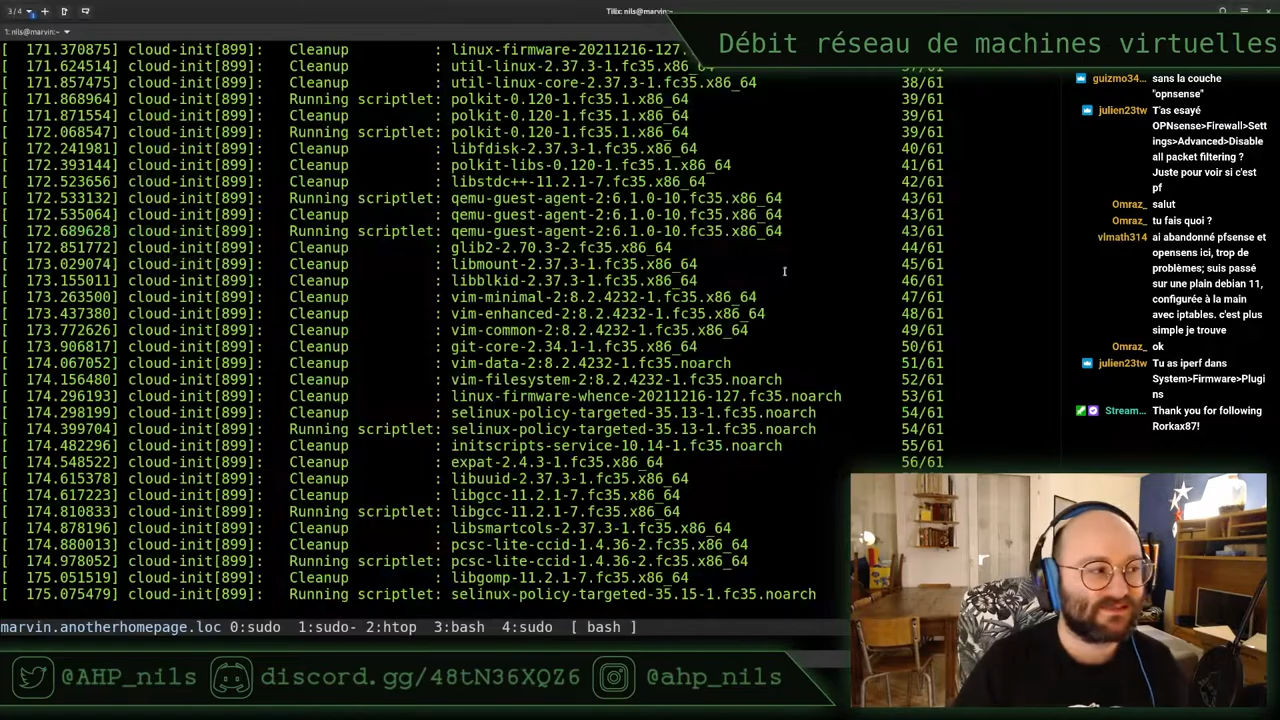 3/4
Tilix: nils@marvin:~
1: nils@marvin:~
Débit réseau de machines virtuelles
[  171.370875] cloud-init[899]:   Cleanup          : linux-firmware-20211216-127.
[  171.624514] cloud-init[899]:   Cleanup          : util-linux-2.37.3-1.fc35.x86_64 37/61
[  171.857475] cloud-init[899]:   Cleanup          : util-linux-core-2.37.3-1.fc35.x86_64 38/61
[  171.868964] cloud-init[899]:   Running scriptlet: polkit-0.120-1.fc35.1.x86_64 39/61
[  171.871554] cloud-init[899]:   Cleanup          : polkit-0.120-1.fc35.1.x86_64 39/61
[  172.068547] cloud-init[899]:   Running scriptlet: polkit-0.120-1.fc35.1.x86_64 39/61
[  172.241981] cloud-init[899]:   Cleanup          : libfdisk-2.37.3-1.fc35.x86_64 40/61
[  172.393144] cloud-init[899]:   Cleanup          : polkit-libs-0.120-1.fc35.1.x86_64 41/61
[  172.523656] cloud-init[899]:   Cleanup          : libstdc++-11.2.1-7.fc35.x86_64 42/61
[  172.533132] cloud-init[899]:   Running scriptlet: qemu-guest-agent-2:6.1.0-10.fc35.x86_64 43/61
[  172.535064] cloud-init[899]:   Cleanup          : qemu-guest-agent-2:6.1.0-10.fc35.x86_64 43/61
[  172.689628] cloud-init[899]:   Running scriptlet: qemu-guest-agent-2:6.1.0-10.fc35.x86_64 43/61
[  172.851772] cloud-init[899]:   Cleanup          : glib2-2.70.3-2.fc35.x86_64 44/61
[  173.029074] cloud-init[899]:   Cleanup          : libmount-2.37.3-1.fc35.x86_64 45/61
[  173.155011] cloud-init[899]:   Cleanup          : libblkid-2.37.3-1.fc35.x86_64 46/61
[  173.263500] cloud-init[899]:   Cleanup          : vim-minimal-2:8.2.4232-1.fc35.x86_64 47/61
[  173.437380] cloud-init[899]:   Cleanup          : vim-enhanced-2:8.2.4232-1.fc35.x86_64 48/61
[  173.772626] cloud-init[899]:   Cleanup          : vim-common-2:8.2.4232-1.fc35.x86_64 49/61
[  173.906817] cloud-init[899]:   Cleanup          : git-core-2.34.1-1.fc35.x86_64 50/61
[  174.067052] cloud-init[899]:   Cleanup          : vim-data-2:8.2.4232-1.fc35.noarch 51/61
[  174.156480] cloud-init[899]:   Cleanup          : vim-filesystem-2:8.2.4232-1.fc35.noarch 52/61
[  174.296193] cloud-init[899]:   Cleanup          : linux-firmware-whence-20211216-127.fc35.noarch 53/61
[  174.298199] cloud-init[899]:   Cleanup          : selinux-policy-targeted-35.13-1.fc35.noarch 54/61
[  174.399704] cloud-init[899]:   Running scriptlet: selinux-policy-targeted-35.13-1.fc35.noarch 54/61
[  174.482296] cloud-init[899]:   Cleanup          : initscripts-service-10.14-1.fc35.noarch 55/61
[  174.548522] cloud-init[899]:   Cleanup          : expat-2.4.3-1.fc35.x86_64 56/61
[  174.615378] cloud-init[899]:   Cleanup          : libuuid-2.37.3-1.fc35.x86_64
[  174.617223] cloud-init[899]:   Cleanup          : libgcc-11.2.1-7.fc35.x86_64
[  174.810833] cloud-init[899]:   Running scriptlet: libgcc-11.2.1-7.fc35.x86_64
[  174.878196] cloud-init[899]:   Cleanup          : libsmartcols-2.37.3-1.fc35.x86_64
[  174.880013] cloud-init[899]:   Cleanup          : pcsc-lite-ccid-1.4.36-2.fc35.x86_64
[  174.978052] cloud-init[899]:   Running scriptlet: pcsc-lite-ccid-1.4.36-2.fc35.x86_64
[  175.051519] cloud-init[899]:   Cleanup          : libgomp-11.2.1-7.fc35.x86_64
[  175.075479] cloud-init[899]:   Running scriptlet: selinux-policy-targeted-35.15-1.fc35.noarch
marvin.anotherhomepage.loc 0:sudo  1:sudo- 2:htop  3:bash  4:sudo  [ bash ]
guizmo34... sans la couche
"opnsense"
julien23tw T'as esayé
OPNsense>Firewall>Sett
ings>Advanced>Disable
all packet filtering ?
Juste pour voir si c'est
pf
Omraz_ salut
Omraz_ tu fais quoi ?
vlmath314 ai abandonné pfsense et
opensens ici, trop de
problèmes; suis passé
sur une plain debian 11,
configurée à la main
avec iptables. c'est plus
simple je trouve
Omraz_ ok
julien23tw Tu as iperf dans
System>Firmware>Plugi
ns
Stream... Thank you for following
Rorkax87!
@AHP_nils discord.gg/48tN36XQZ6 @ahp_nils